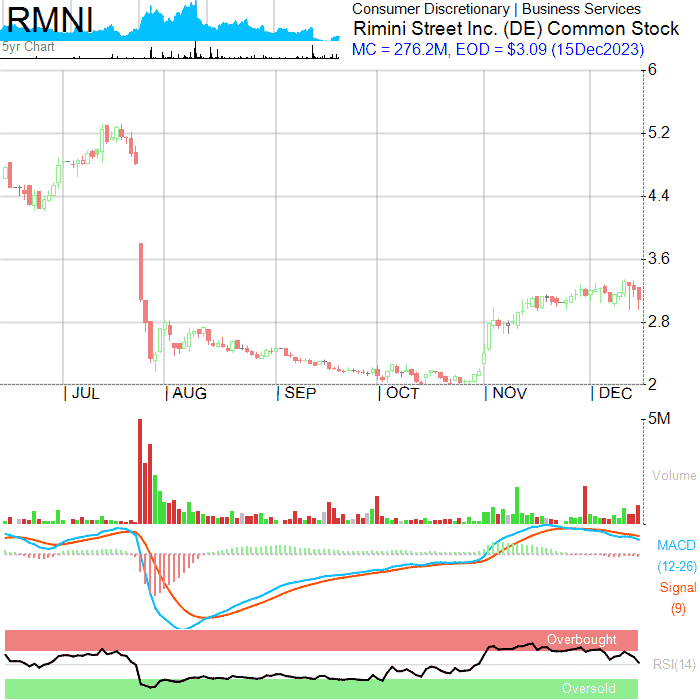 RMNI
5yr Chart
Consumer Discretionary | Business Services
Rimini Street Inc. (DE) Common Stock
MC = 276.2M, EOD = $3.09 (15Dec2023)
6
5.2
4.4
3.6
2.8
2
JUL AUG SEP OCT NOV DEC
5M
Volume
MACD
(12-26)
Signal
(9)
Overbought
RSI(14)
Oversold